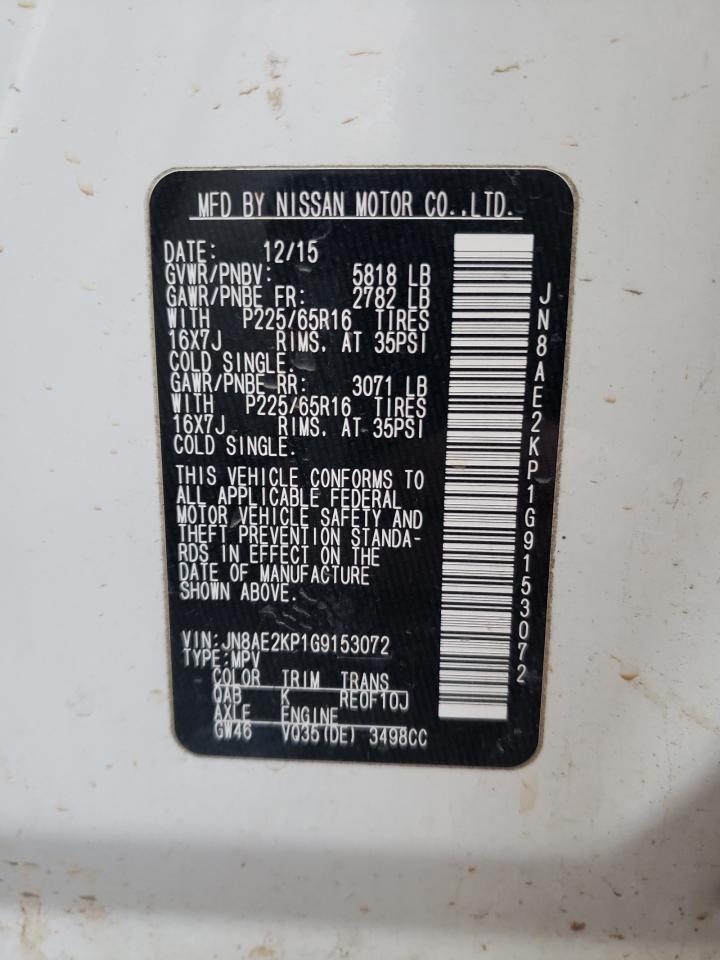 MFD BY NISSAN MOTOR CO.,LTD.
DATE: 12/15
GVWR/PNBV: 5818 LB
GAWR/PNBE FR: 2782 LB
WITH P225/65R16 TIRES
16X7J RIMS, AT 35PSI
COLD SINGLE.
GAWR/PNBE RR: 3071 LB
WITH P225/65R16 TIRES
16X7J RIMS, AT 35PSI
COLD SINGLE.
THIS VEHICLE CONFORMS TO
ALL APPLICABLE FEDERAL
MOTOR VEHICLE SAFETY AND
THEFT PREVENTION STANDA-
RDS IN EFFECT ON THE
DATE OF MANUFACTURE
SHOWN ABOVE.
VIN:JN8AE2KP1G9153072
TYPE:MPV
COLOR TRIM TRANS
QAB K RE0F10J
AXLE ENGINE
GW46 VQ35(DE) 3498CC
JN8AE2KP1G9153072